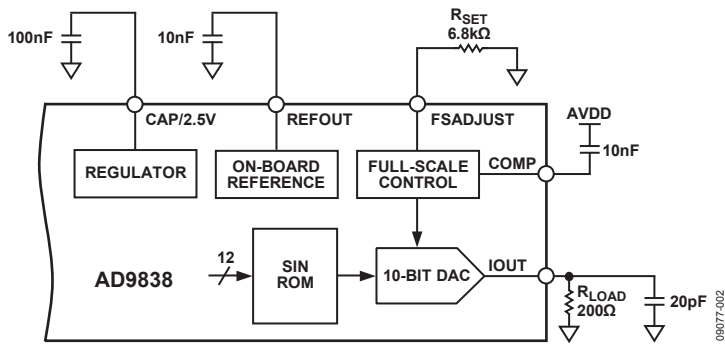 100nF
10nF
RSET
6.8kΩ
CAP/2.5V
REFOUT
FSADJUST
AVDD
10nF
REGULATOR
ON-BOARD
REFERENCE
FULL-SCALE
CONTROL
COMP
12
AD9838
SIN
ROM
10-BIT DAC
IOUT
RLOAD
200Ω
20pF
09077-002